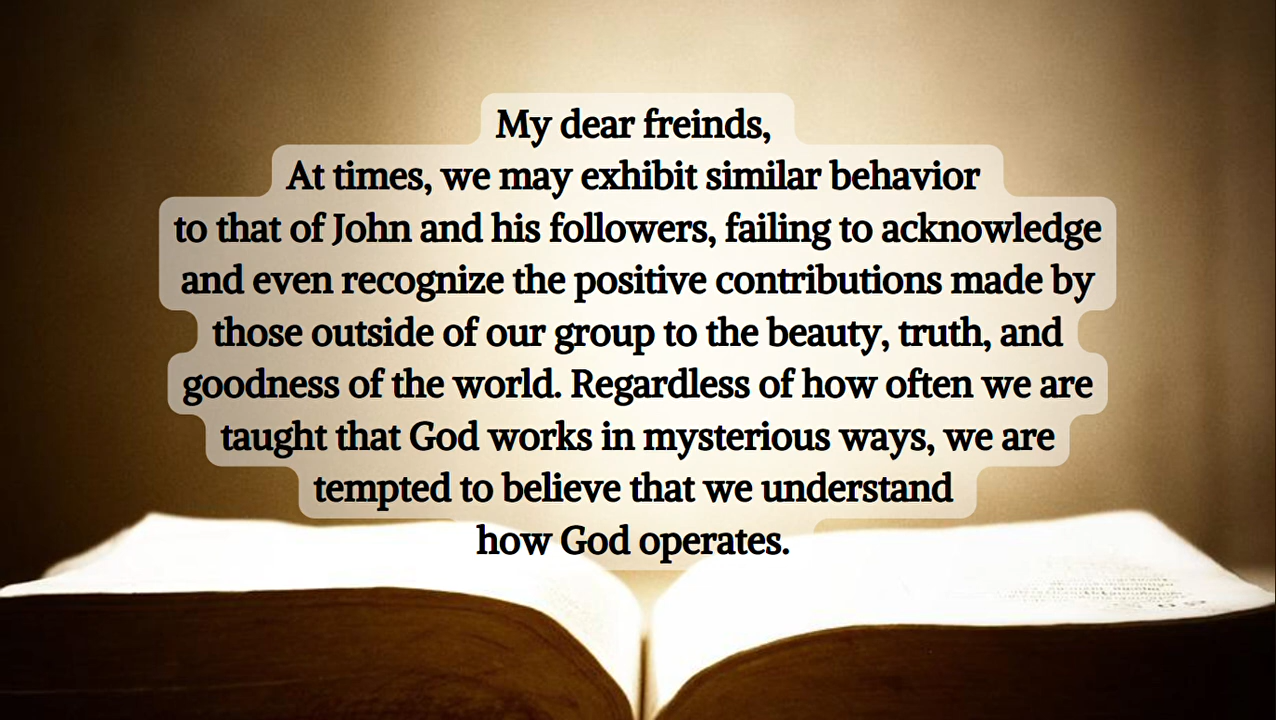 My dear freinds,
At times, we may exhibit similar behavior
to that of John and his followers, failing to acknowledge
and even recognize the positive contributions made by
those outside of our group to the beauty, truth, and
goodness of the world. Regardless of how often we are
taught that God works in mysterious ways, we are
tempted to believe that we understand
how God operates.